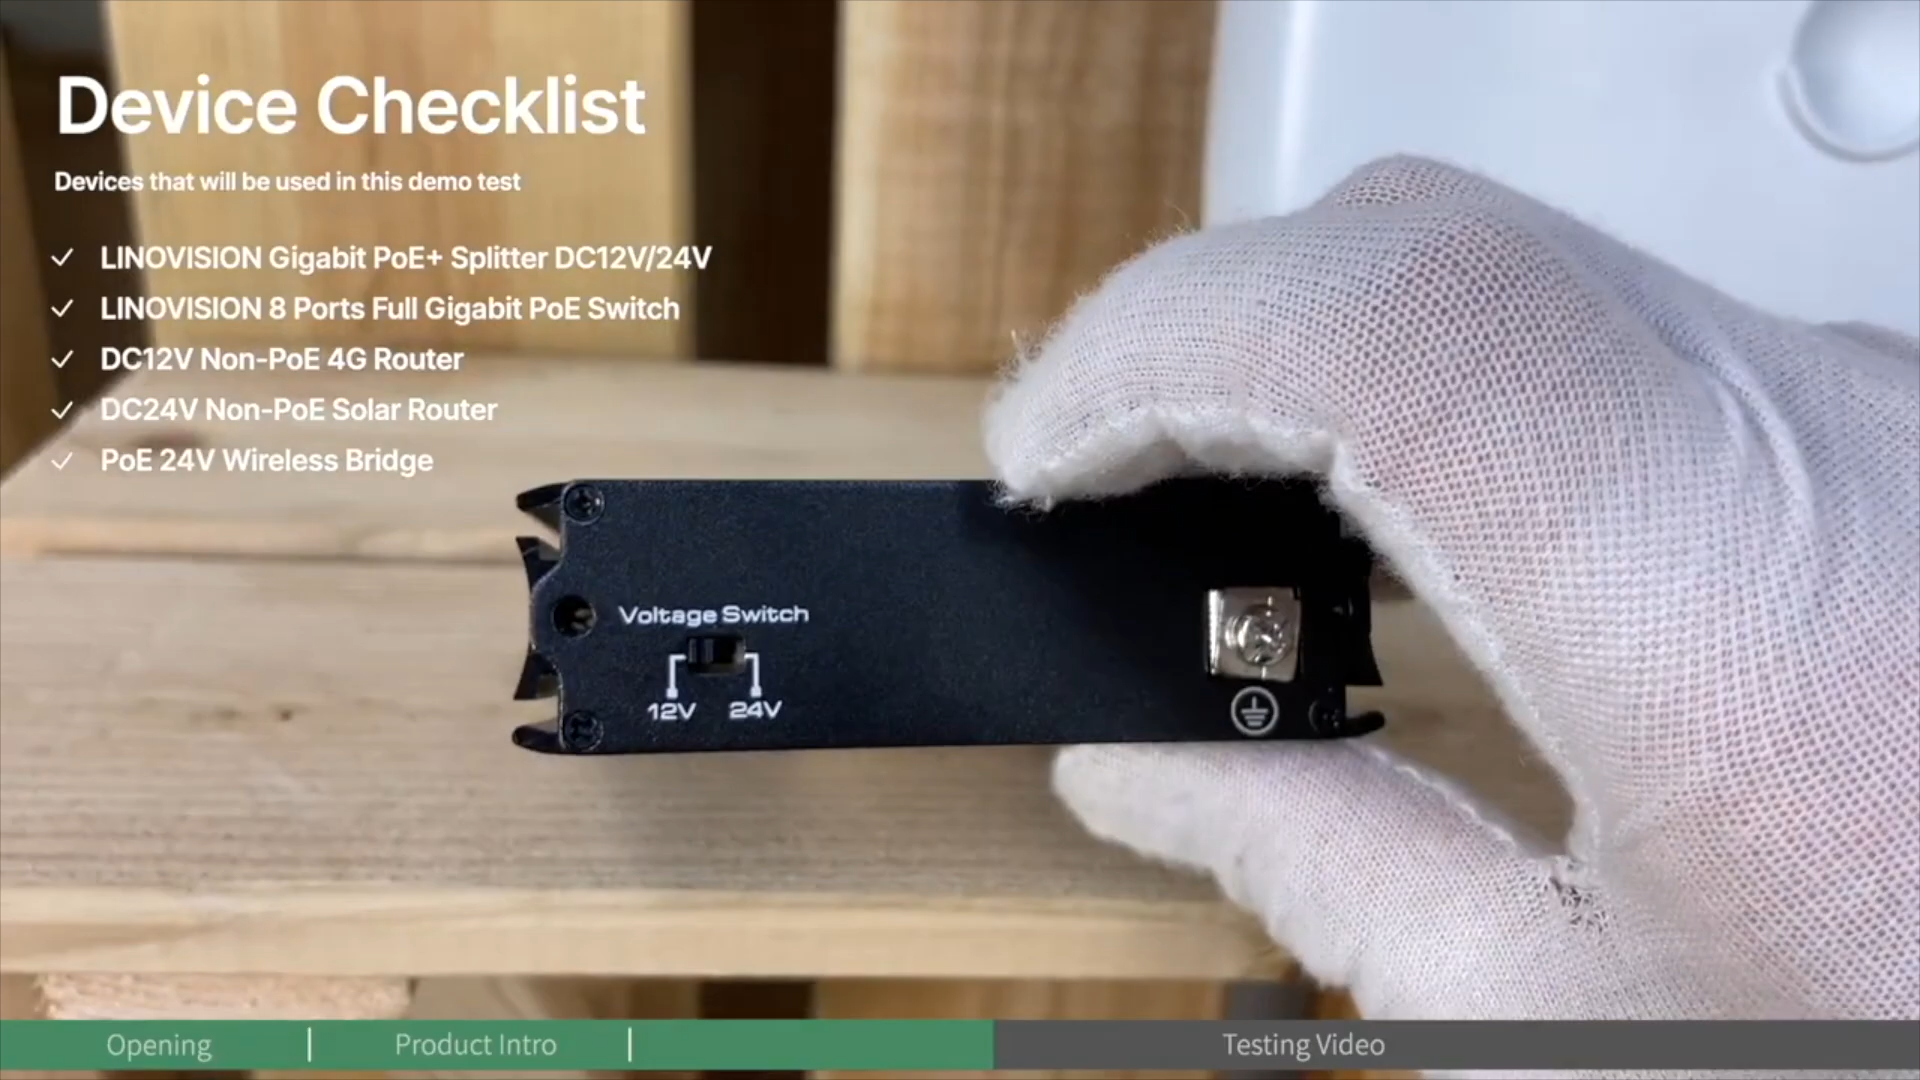 Device Checklist
Devices that will be used in this demo test
LINOVISION Gigabit PoE+ Splitter DC12V/24V
LINOVISION 8 Ports Full Gigabit PoE Switch
DC12V Non-PoE 4G Router
DC24V Non-PoE Solar Router
PoE 24V Wireless Bridge
Voltage Switch
12V 24V
Opening
Product Intro
Testing Video